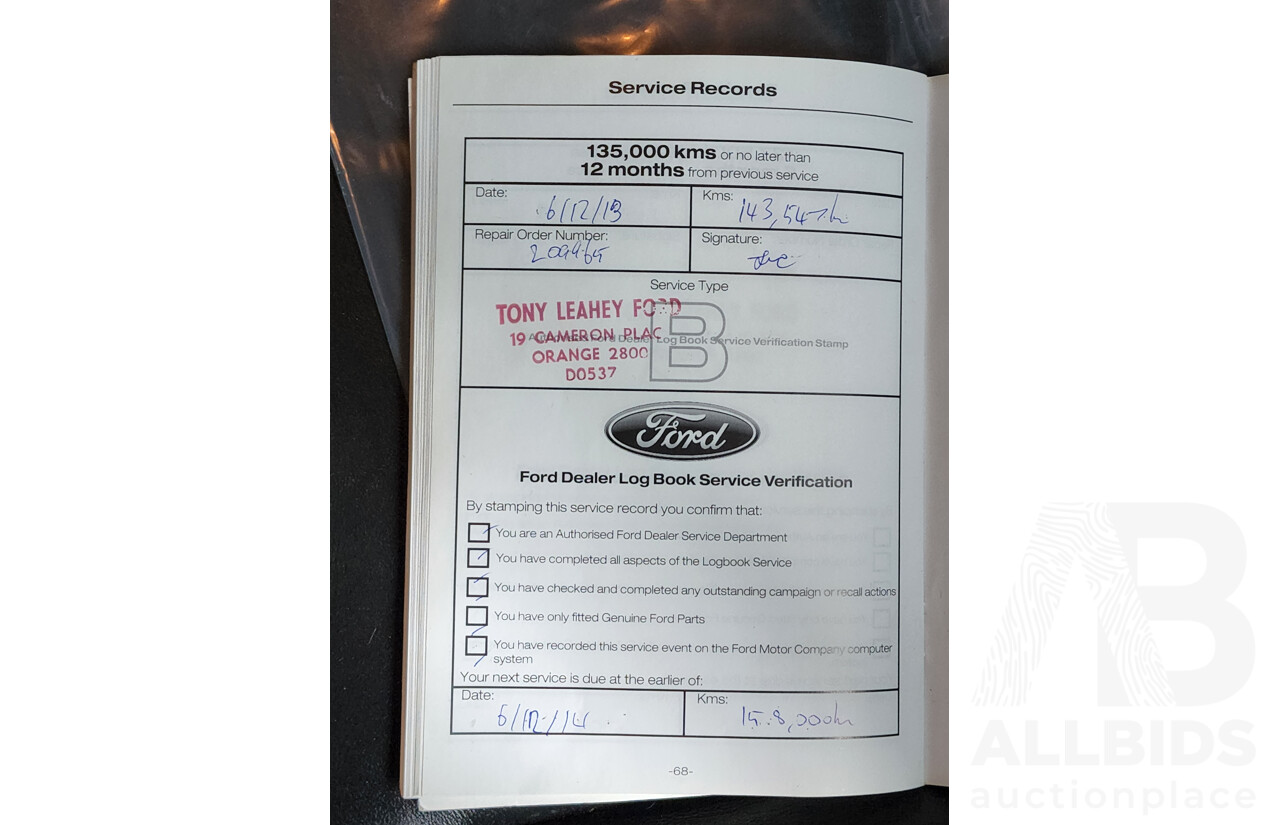 Service Records
135,000 kms or no later than
12 months from previous service
Date: 6/12/13
Kms: 143,547km
Repair Order Number:
Signature:
Service Type
TONY LEAHEY FORD
B
19 CAMERON PLAC
Log Book Service Verification Stamp
ORANGE 2800
D0537
Ford
Ford Dealer Log Book Service Verification
By stamping this service record you confirm that:
You are an Authorised Ford Dealer Service Department
You have completed all aspects of the Logbook Service
You have checked and completed any outstanding campaign or recall actions
You have only fitted Genuine Ford Parts
You have recorded this service event on the Ford Motor Company computer
system
Your next service is due at the earlier of:
Date: 6/12/14
Kms: 158,000km
-68-
AB
ALLBIDS
auctionplace